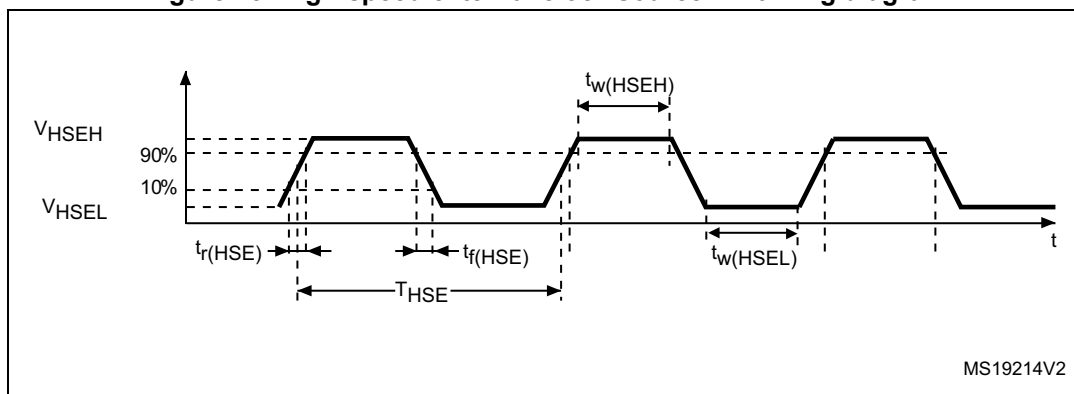 tw(HSEH)
VHSEH
90%
10%
VHSEL
tr(HSE)
tf(HSE)
tw(HSEL)
t
THSE
MS19214V2